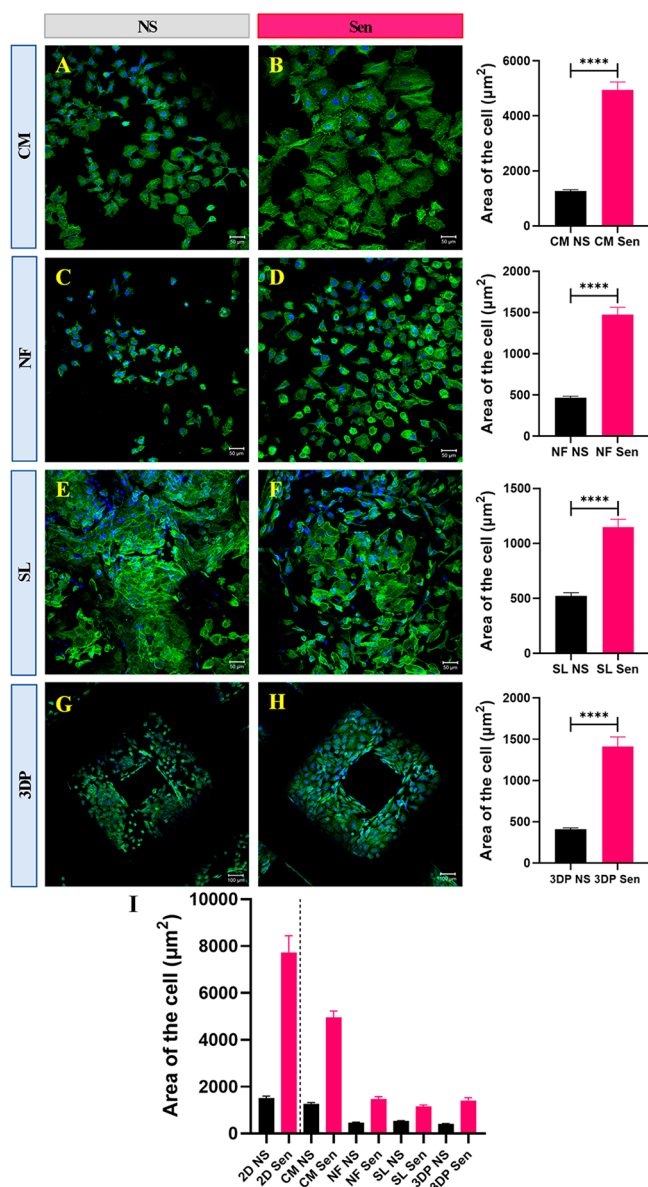 NS Sen
CM
A
50 µm
B
50 µm
Area of the cell (µm²)
6000
4000
2000
0
****
CM NS CM Sen
NF
C
50 µm
D
50 µm
Area of the cell (µm²)
2000
1500
1000
500
0
****
NF NS NF Sen
SL
E
50 µm
F
50 µm
Area of the cell (µm²)
1500
1000
500
0
****
SL NS SL Sen
3DP
G
100 µm
H
100 µm
Area of the cell (µm²)
2000
1500
1000
500
0
****
3DP NS 3DP Sen
I
Area of the cell (µm²)
10000
8000
6000
4000
2000
0
2D NS
2D Sen
CM NS
CM Sen
NF NS
NF Sen
SL NS
SL Sen
3DP NS
3DP Sen